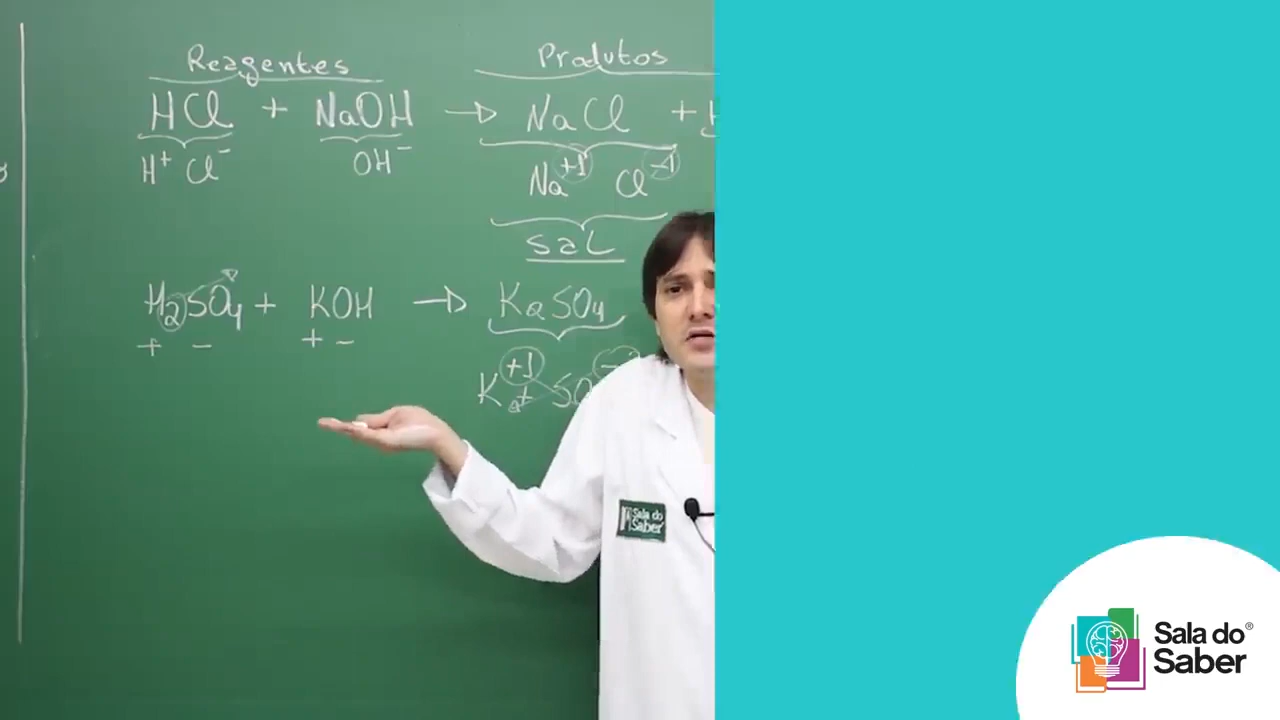 Reagentes Produtos
HCl + NaOH → NaCl +
H⁺ Cl⁻ OH⁻ Na⁺¹ Cl⁻¹
SaL
H₂SO₄ + KOH → K₂SO₄
+ - + - K⁺¹
Sala do
Saber
Sala do®
Saber